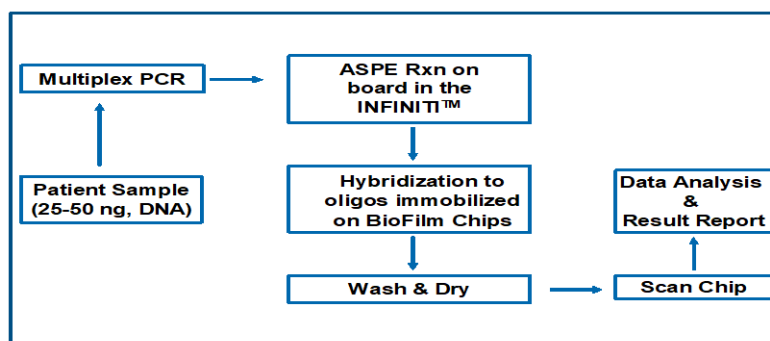 Multiplex PCR
Patient Sample
(25-50 ng, DNA)
ASPE Rxn on
board in the
INFINITI™
Hybridization to
oligos immobilized
on BioFilm Chips
Wash & Dry
Scan Chip
Data Analysis
&
Result Report